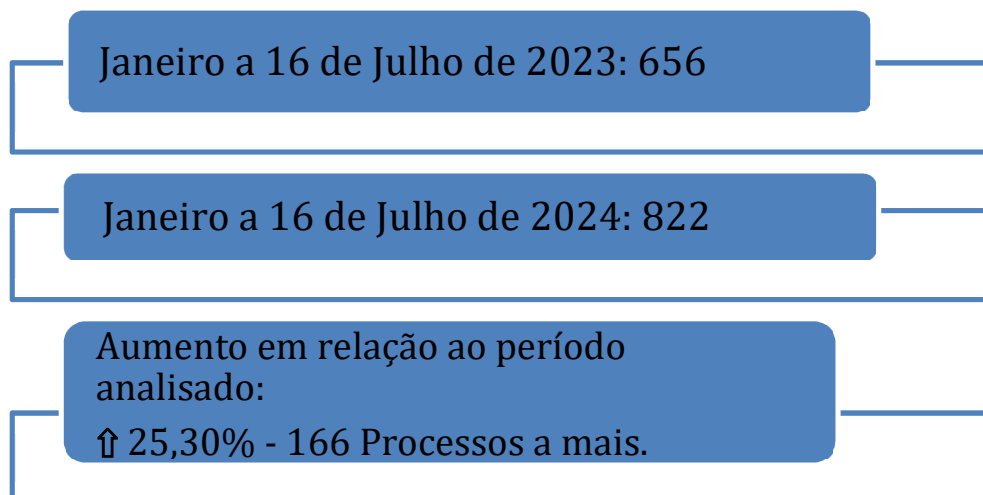 Janeiro a 16 de Julho de 2023: 656
Janeiro a 16 de Julho de 2024: 822
Aumento em relação ao período
analisado:
⇧ 25,30% - 166 Processos a mais.